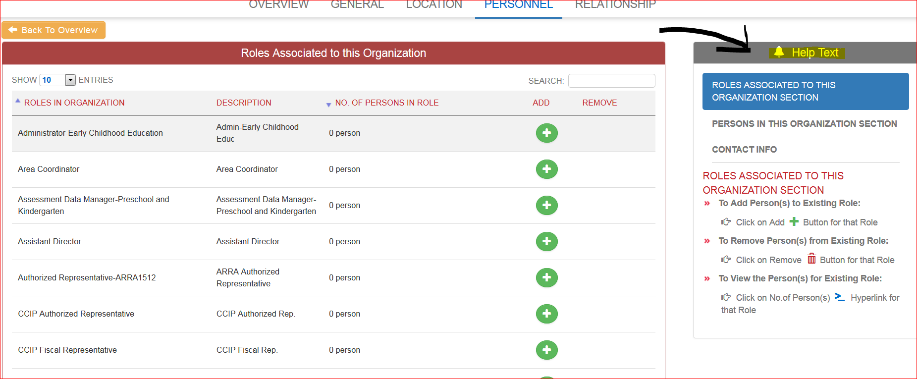 OVERVIEW GENERAL LOCATION PERSONNEL RELATIONSHIP
Back To Overview
Roles Associated to this Organization
SHOW 10 ENTRIES SEARCH:
ROLES IN ORGANIZATION DESCRIPTION NO. OF PERSONS IN ROLE ADD REMOVE
Administrator Early Childhood Education Admin-Early Childhood Educ 0 person
Area Coordinator Area Coordinator 0 person
Assessment Data Manager-Preschool and Kindergarten Assessment Data Manager-Preschool and Kindergarten 0 person
Assistant Director Assistant Director 0 person
Authorized Representative-ARRA1512 ARRA Authorized Representative 0 person
CCIP Authorized Representative CCIP Authorized Rep. 0 person
CCIP Fiscal Representative CCIP Fiscal Rep. 0 person
Help Text
ROLES ASSOCIATED TO THIS
ORGANIZATION SECTION
PERSONS IN THIS ORGANIZATION SECTION
CONTACT INFO
ROLES ASSOCIATED TO THIS
ORGANIZATION SECTION
» To Add Person(s) to Existing Role:
Click on Add Button for that Role
» To Remove Person(s) from Existing Role:
Click on Remove Button for that Role
» To View the Person(s) for Existing Role:
Click on No.of Person(s) Hyperlink for
that Role